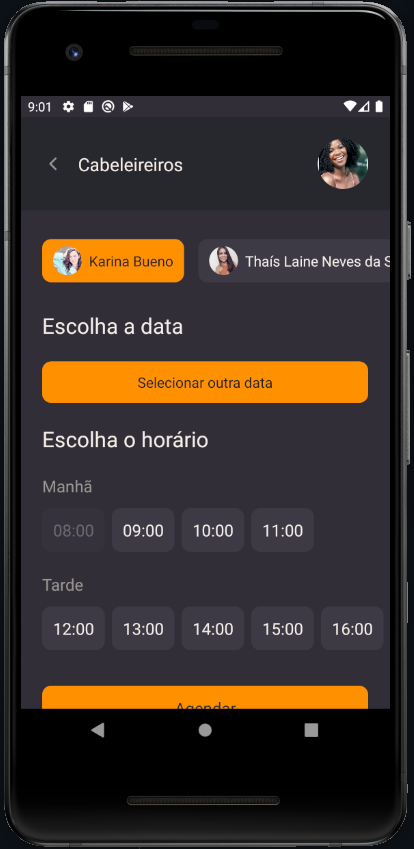 9:01
Cabeleireiros
Karina Bueno
Thaís Laine Neves da S
Escolha a data
Selecionar outra data
Escolha o horário
Manhã
08:00 09:00 10:00 11:00
Tarde
12:00 13:00 14:00 15:00 16:00
Agendar